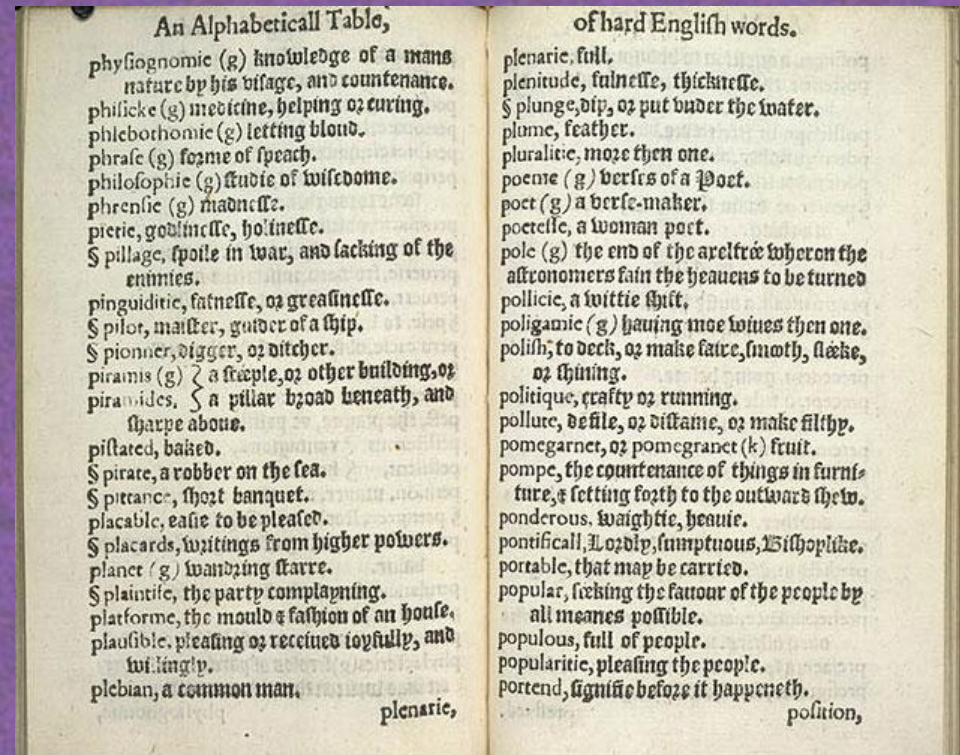 An Alphabeticall Table,
phyſiognomie (g) knowledge of a mans
nature by his viſage, and countenance.
phiſicke (g) medicine, helping or curing.
phlebothomie (g) letting bloud.
phraſe (g) forme of ſpeach.
philoſophie (g) ſtudie of wiſedome.
phrenſie (g) madneſſe.
pietie, godlineſſe, holineſſe.
§ pillage, ſpoile in war, and ſacking of the
enimies.
pinguiditie, fatneſſe, or greaſineſſe.
§ pilot, maiſter, guider of a ſhip.
§ pionner, digger, or ditcher.
piramis (g) } a ſteeple, or other building, or
piramides, } a pillar broad beneath, and
ſharpe aboue.
piſtated, baked.
§ pirate, a robber on the ſea.
§ pittance, ſhort banquet.
placable, eaſie to be pleaſed.
§ placards, writings from higher powers.
planet (g) wandring ſtarre.
§ plaintife, the party complayning.
platforme, the mould & faſhion of an houſe,
plauſible, pleaſing or receiued ioyfully, and
willingly.
plebian, a common man.
plenarie,
of hard Engliſh words.
plenarie, full.
plenitude, fulneſſe, thickneſſe.
§ plunge, dip, or put vnder the water.
plume, feather.
pluralitie, more then one.
poeme (g) verſes of a Poet.
poet (g) a verſe-maker.
poeteſſe, a woman poet.
pole (g) the end of the axeltrée wheron the
aſtronomers fain the heauens to be turned
pollicie, a wittie ſhift.
poligamie (g) hauing moe wiues then one.
poliſh, to deck, or make faire, ſmoth, ſléeke,
or ſhining.
politique, crafty or cunning.
pollute, defile, or diſtaine, or make filthy.
pomegarnet, or pomegranet (k) fruit.
pompe, the countenance of things in furni-
ture, & ſetting forth to the outward ſhew.
ponderous, waightie, heauie.
pontificall, Lordly, ſumptuous, Biſhoplike.
portable, that may be carried.
popular, ſéeking the fauour of the people by
all meanes poſſible.
populous, full of people.
popularitie, pleaſing the people.
portend, ſignifie before it happeneth.
poſition,